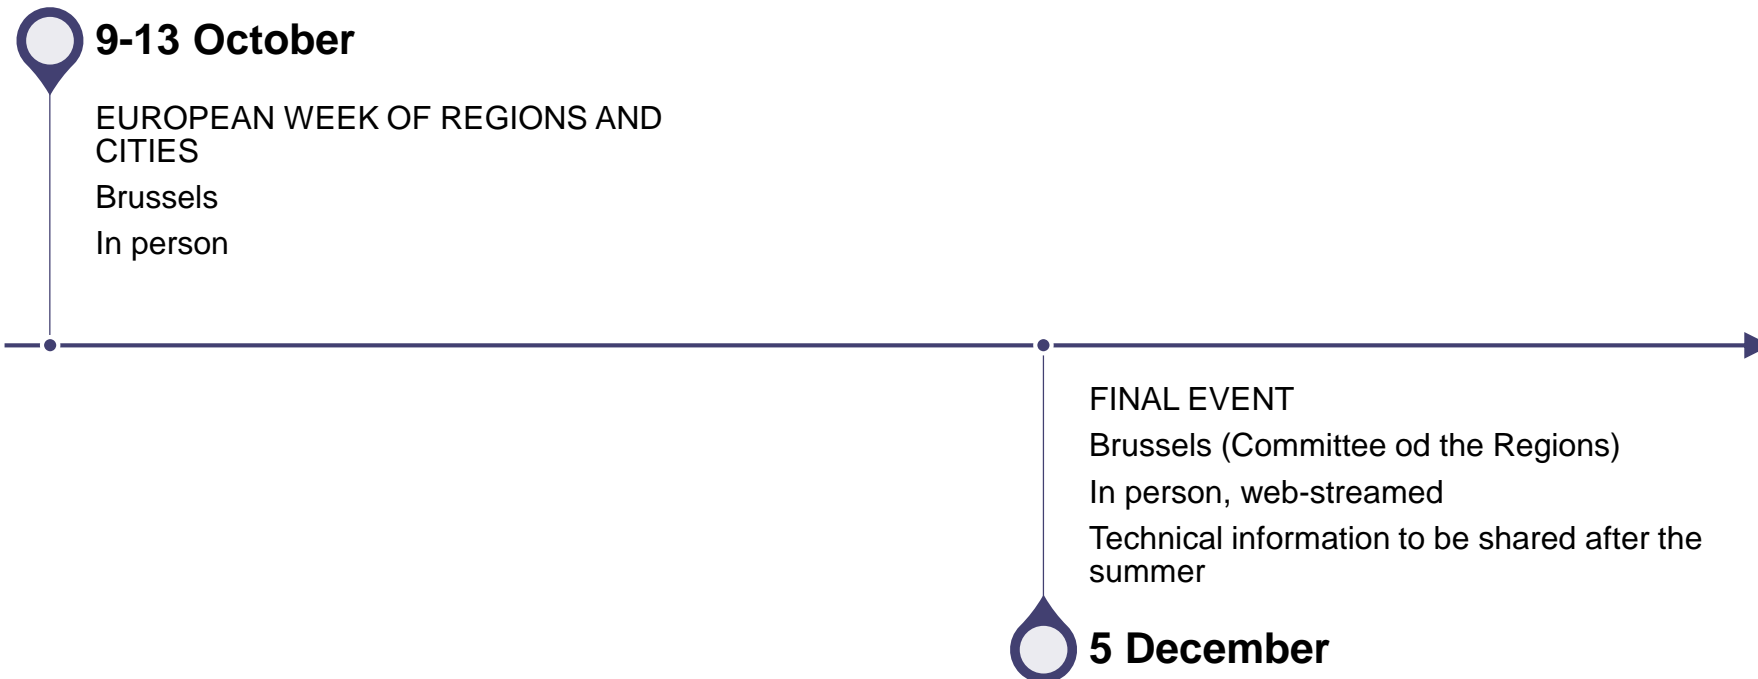 9-13 October
EUROPEAN WEEK OF REGIONS AND
CITIES
Brussels
In person
FINAL EVENT
Brussels (Committee od the Regions)
In person, web-streamed
Technical information to be shared after the
summer
5 December